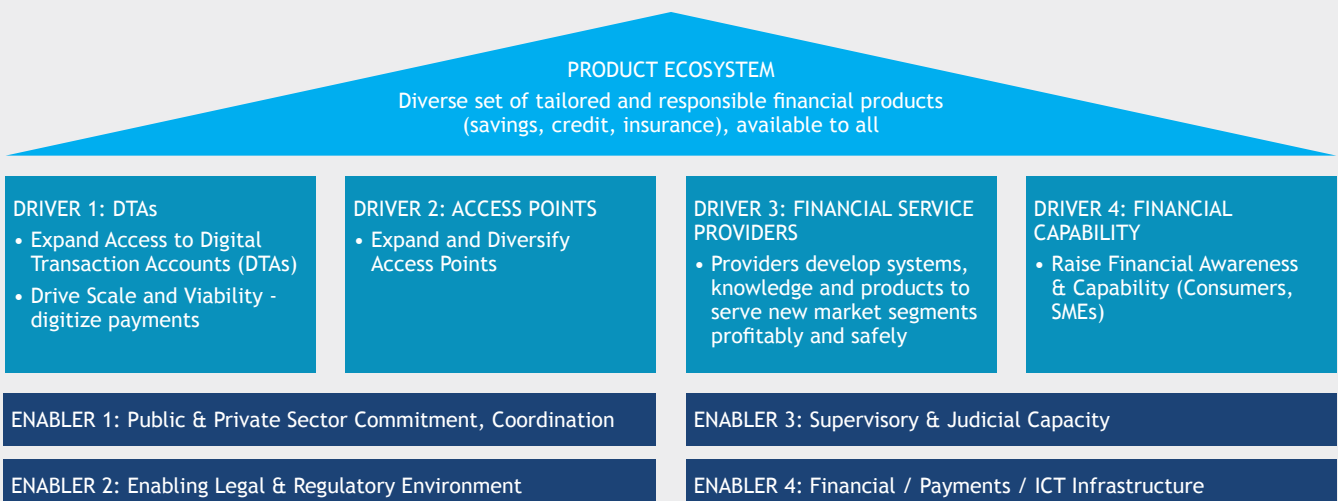 PRODUCT ECOSYSTEM
Diverse set of tailored and responsible financial products
(savings, credit, insurance), available to all
DRIVER 1: DTAs
• Expand Access to Digital
Transaction Accounts (DTAs)
• Drive Scale and Viability -
digitize payments
DRIVER 2: ACCESS POINTS
• Expand and Diversify
Access Points
DRIVER 3: FINANCIAL SERVICE
PROVIDERS
• Providers develop systems,
knowledge and products to
serve new market segments
profitably and safely
DRIVER 4: FINANCIAL
CAPABILITY
• Raise Financial Awareness
& Capability (Consumers,
SMEs)
ENABLER 1: Public & Private Sector Commitment, Coordination
ENABLER 3: Supervisory & Judicial Capacity
ENABLER 2: Enabling Legal & Regulatory Environment
ENABLER 4: Financial / Payments / ICT Infrastructure